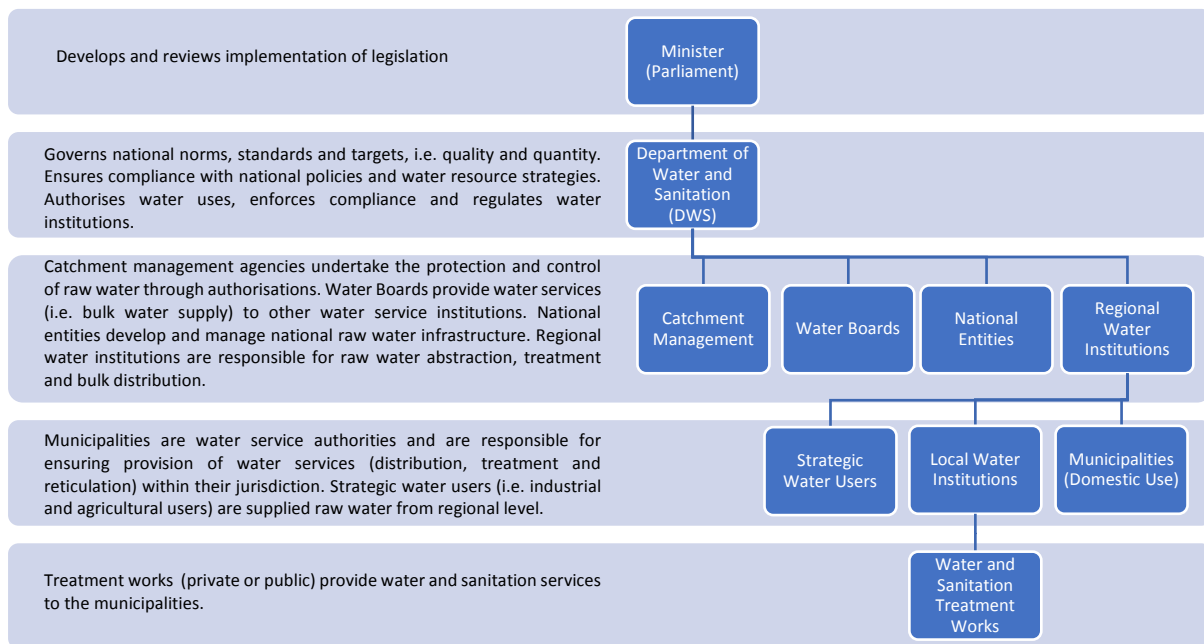 Develops and reviews implementation of legislation
Minister
(Parliament)
Governs national norms, standards and targets, i.e. quality and quantity.
Ensures compliance with national policies and water resource strategies.
Authorises water uses, enforces compliance and regulates water
institutions.
Department of
Water and
Sanitation
(DWS)
Catchment management agencies undertake the protection and control
of raw water through authorisations. Water Boards provide water services
(i.e. bulk water supply) to other water service institutions. National
entities develop and manage national raw water infrastructure. Regional
water institutions are responsible for raw water abstraction, treatment
and bulk distribution.
Catchment
Management
Water Boards
National
Entities
Regional
Water
Institutions
Municipalities are water service authorities and are responsible for
ensuring provision of water services (distribution, treatment and
reticulation) within their jurisdiction. Strategic water users (i.e. industrial
and agricultural users) are supplied raw water from regional level.
Strategic
Water Users
Local Water
Institutions
Municipalities
(Domestic Use)
Treatment works (private or public) provide water and sanitation services
to the municipalities.
Water and
Sanitation
Treatment
Works